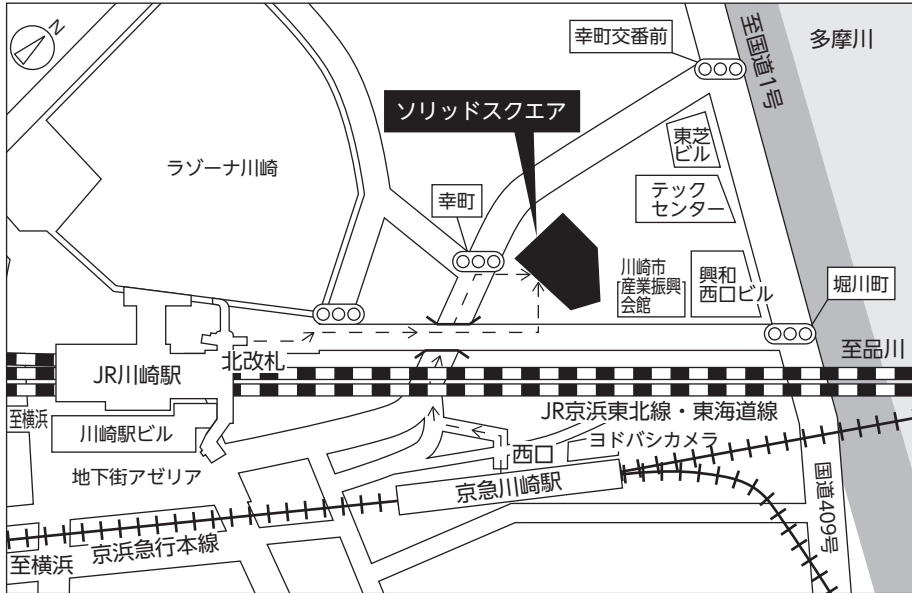 N
幸町交番前
至国道1号
多摩川
ソリッドスクエア
東芝
ビル
ラゾーナ川崎
テック
センター
幸町
川崎市
産業振興
会館
興和
西口ビル
堀川町
至品川
北改札
JR川崎駅
JR京浜東北線・東海道線
至横浜
川崎駅ビル
ヨドバシカメラ
西口
地下街アゼリア
京急川崎駅
国道409号
京浜急行本線
至横浜